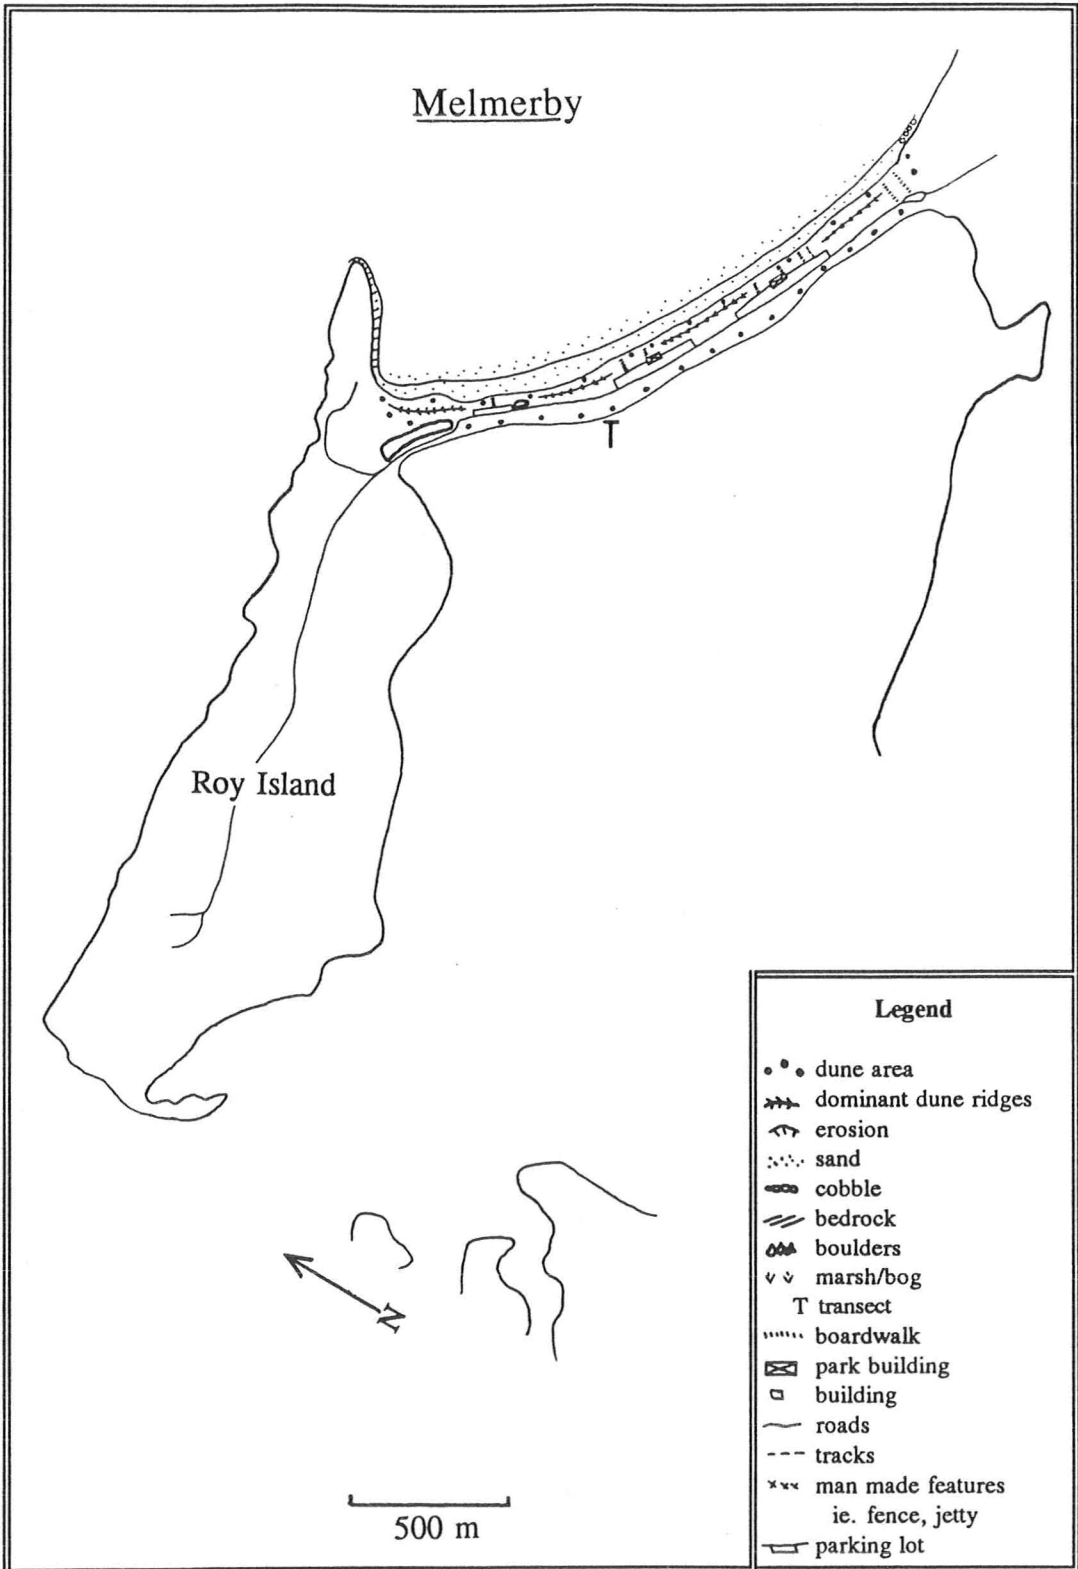 Melmerby
T
Roy Island
N
500 m
Legend
dune area
dominant dune ridges
erosion
sand
cobble
bedrock
boulders
marsh/bog
T transect
boardwalk
park building
building
roads
tracks
man made features
ie. fence, jetty
parking lot